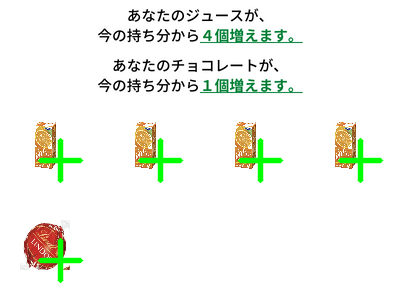 あなたのジュースが、
今の持ち分から４個増えます。
あなたのチョコレートが、
今の持ち分から１個増えます。
LINDT